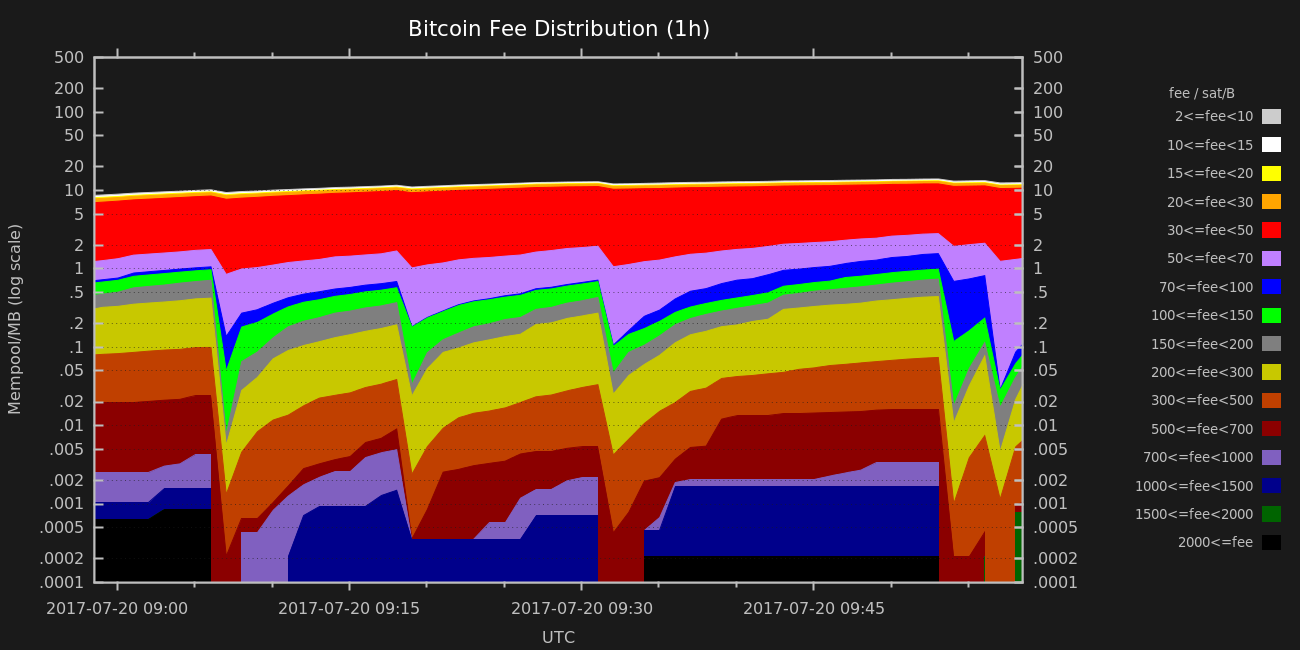 Bitcoin Fee Distribution (1h)
500 500
200 200
100 100
50 50
20 20
10 10
5 5
2 2
1 1
.5 .5
.2 .2
.1 .1
.05 .05
.02 .02
.01 .01
.005 .005
.002 .002
.001 .001
.0005 .0005
.0002 .0002
.0001 .0001
Mempool/MB (log scale)
2017-07-20 09:00 2017-07-20 09:15 2017-07-20 09:30 2017-07-20 09:45
UTC
fee / sat/B
2<=fee<10
10<=fee<15
15<=fee<20
20<=fee<30
30<=fee<50
50<=fee<70
70<=fee<100
100<=fee<150
150<=fee<200
200<=fee<300
300<=fee<500
500<=fee<700
700<=fee<1000
1000<=fee<1500
1500<=fee<2000
2000<=fee